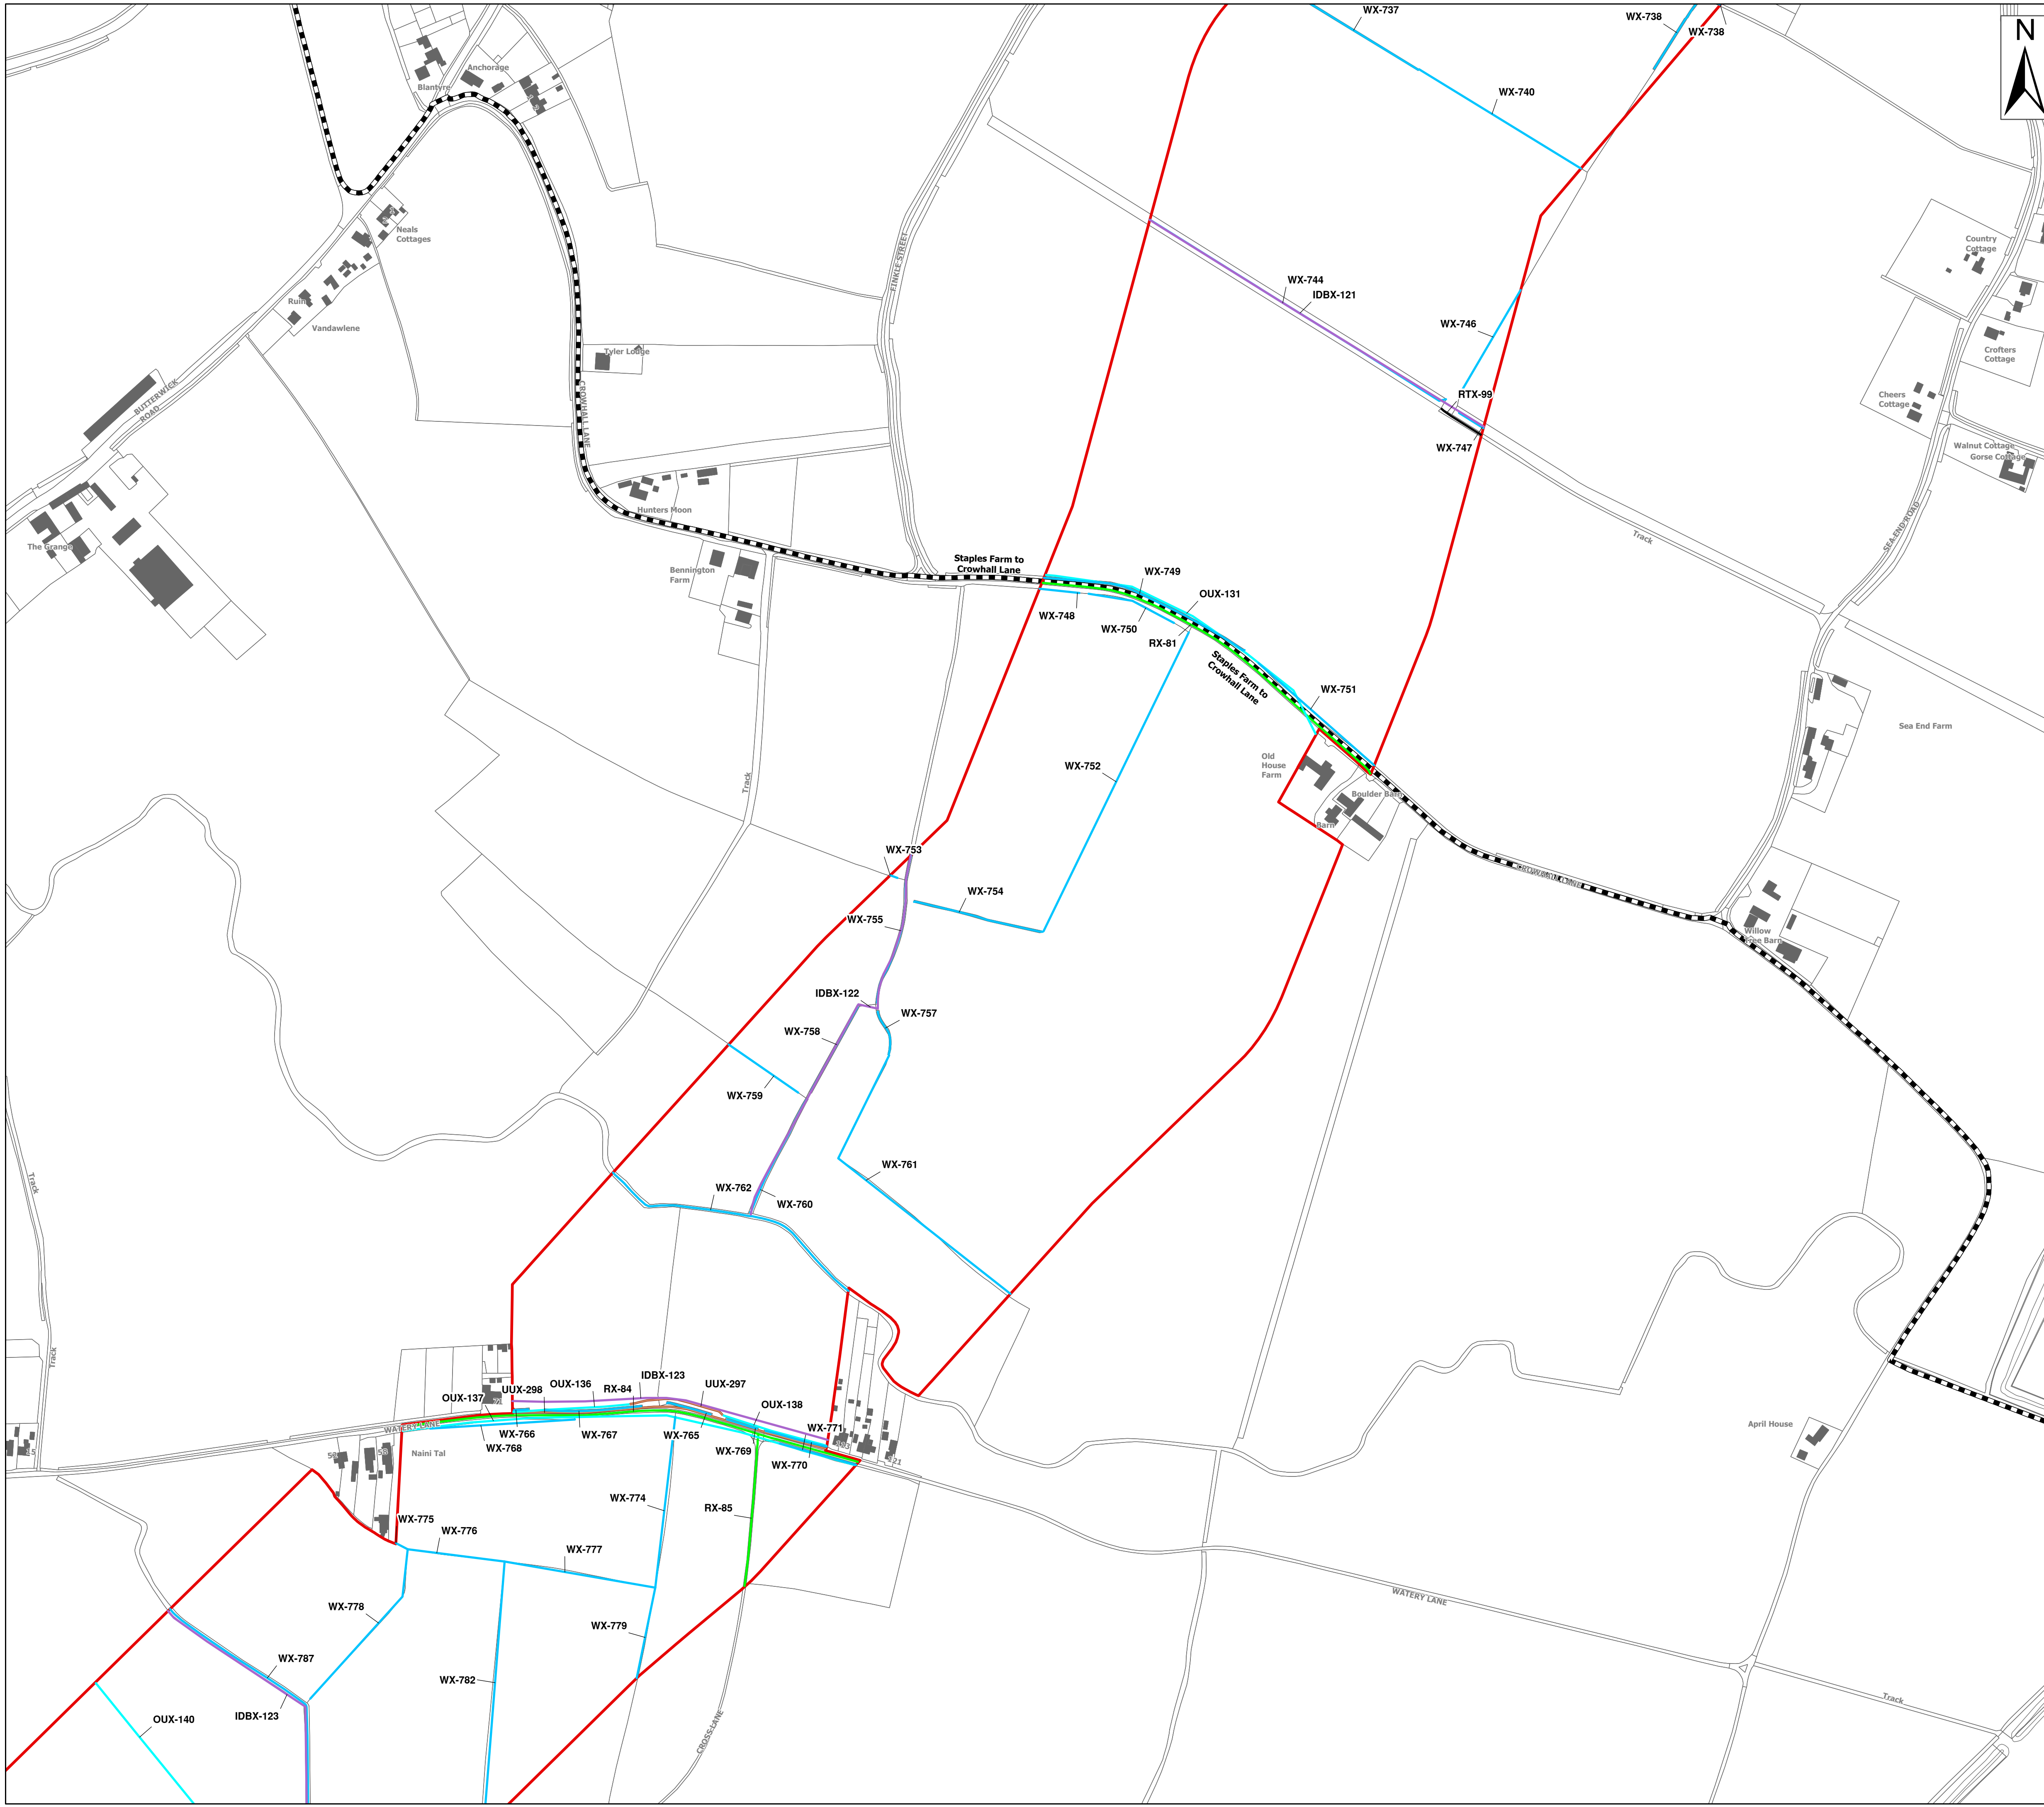 WX-737
WX-738
WX-738
N
Anchorage
Blantyre
WX-740
Neals
Cottages
FINKLE STREET
Country
Cottage
WX-744
IDBX-121
Ruins
Vandawlene
WX-746
Tyler Lodge
Crofters
Cottage
BUTTERWICK
ROAD
CROWHALL LANE
RTX-99
Cheers
Cottage
WX-747
Walnut Cottage
Gorse Cottage
Hunters Moon
SEA END ROAD
Track
The Grange
Staples Farm to
Crowhall Lane
Bennington
Farm
WX-749
OUX-131
WX-748
WX-750
RX-81
Staples Farm to
Crowhall Lane
WX-751
Sea End Farm
Old
House
Farm
WX-752
Track
Boulder Barn
Barn
WX-753
CROWHALL LANE
WX-754
WX-755
Willow
Tree Barn
IDBX-122
WX-757
WX-758
WX-759
WX-761
Track
WX-762
WX-760
Track
IDBX-123
OUX-136
UUX-297
UUX-298
RX-84
OUX-137
OUX-138
WATERY LANE
WX-766
WX-767
WX-765
WX-771
April House
WX-768
WX-769
Naini Tal
WX-770
15
WX-774
RX-85
WX-775
WX-776
WX-777
WX-778
WATERY LANE
WX-779
WX-787
WX-782
IDBX-123
OUX-140
CROSS LANE
Track